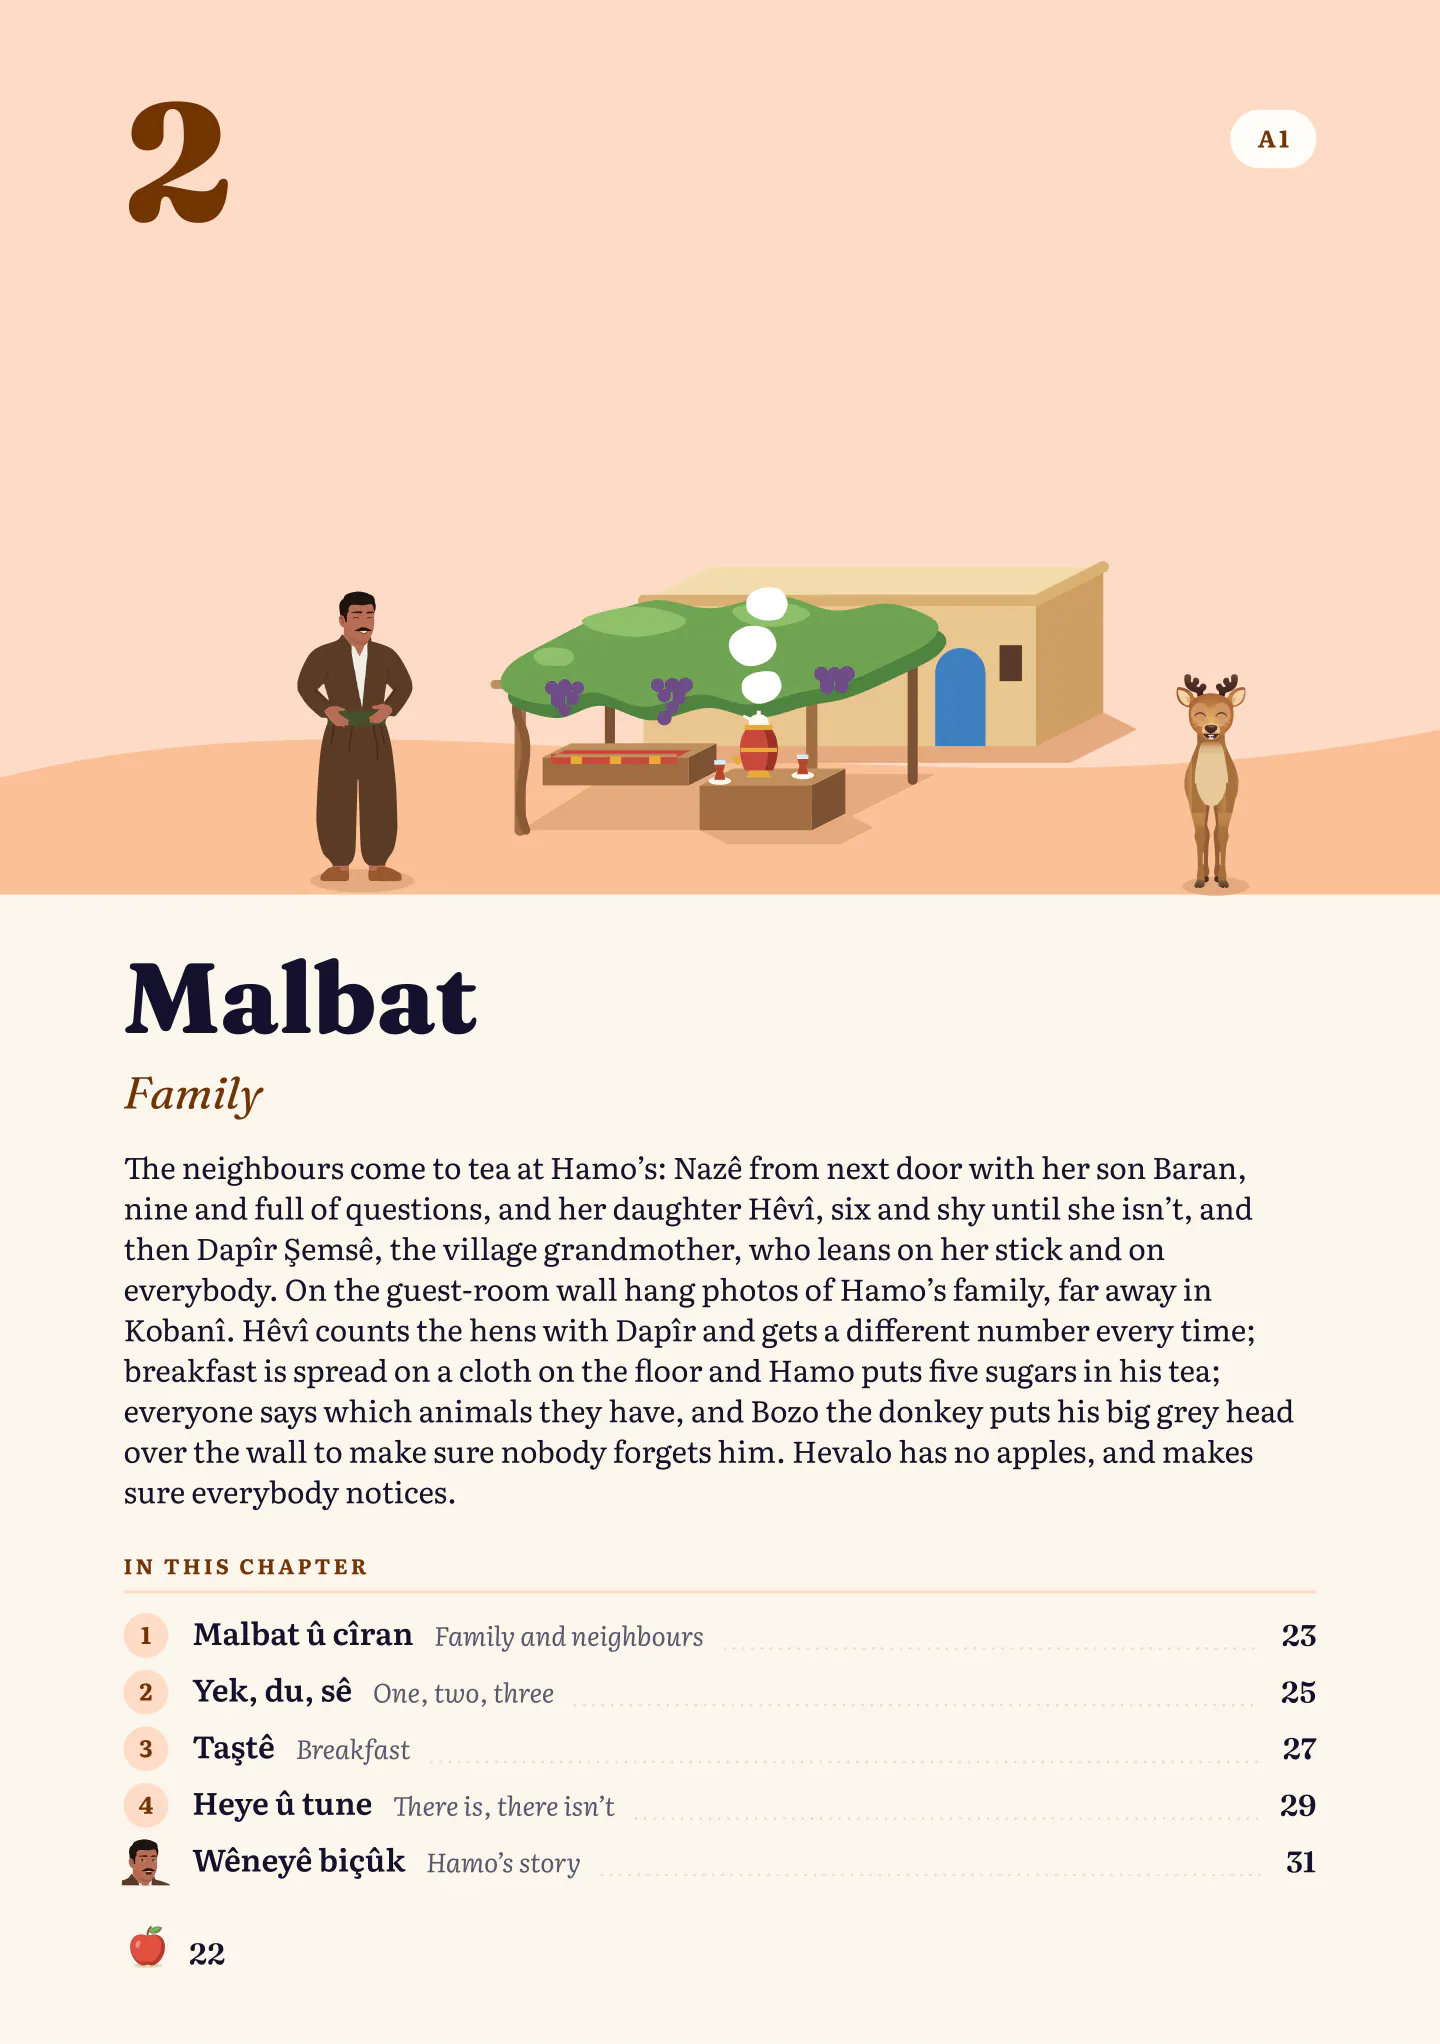 2
A1
Malbat
Family
The neighbours come to tea at Hamo’s: Nazê from next door with her son Baran,
nine and full of questions, and her daughter Hêvî, six and shy until she isn’t, and
then Dapîr Şemsê, the village grandmother, who leans on her stick and on
everybody. On the guest-room wall hang photos of Hamo’s family, far away in
Kobanî. Hêvî counts the hens with Dapîr and gets a different number every time;
breakfast is spread on a cloth on the floor and Hamo puts five sugars in his tea;
everyone says which animals they have, and Bozo the donkey puts his big grey head
over the wall to make sure nobody forgets him. Hevalo has no apples, and makes
sure everybody notices.
IN THIS CHAPTER
1 Malbat û cîran Family and neighbours 23
2 Yek, du, sê One, two, three 25
3 Taştê Breakfast 27
4 Heye û tune There is, there isn’t 29
Wêneyê biçûk Hamo’s story 31
22